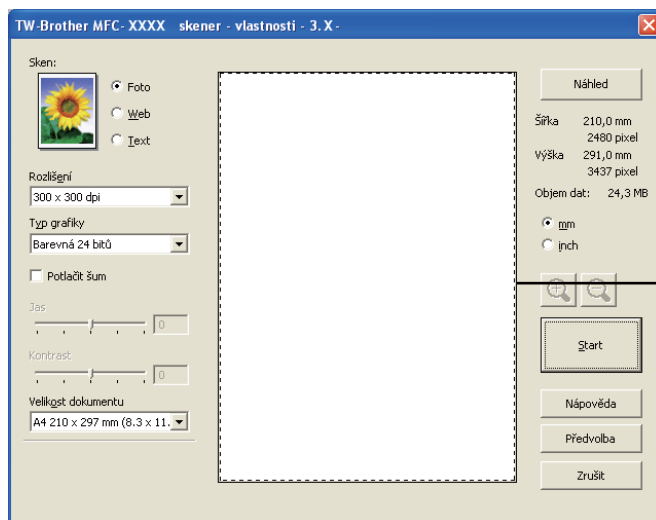 TW-Brother MFC- XXXX skener - vlastnosti - 3. X -
Sken:
Foto
Web
Text
Rozlišení
300 x 300 dpi
Typ grafiky
Barevná 24 bitů
Potlačit šum
Jas
0
Kontrast
0
Velikost dokumentu
A4 210 x 297 mm (8.3 x 11.
Náhled
Šířka 210,0 mm
2480 pixel
Výška 291,0 mm
3437 pixel
Objem dat: 24,3 MB
mm
inch
Start
Nápověda
Předvolba
Zrušit